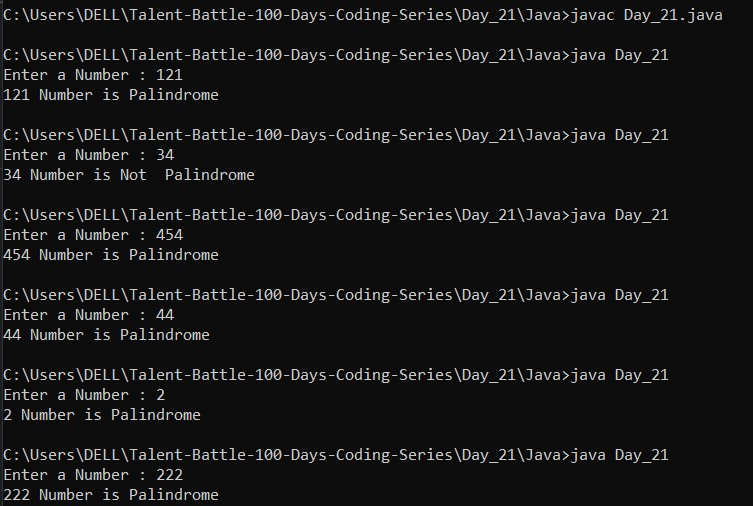 C:\Users\DELL\Talent-Battle-100-Days-Coding-Series\Day_21\Java>javac Day_21.java
C:\Users\DELL\Talent-Battle-100-Days-Coding-Series\Day_21\Java>java Day_21
Enter a Number : 121
121 Number is Palindrome
C:\Users\DELL\Talent-Battle-100-Days-Coding-Series\Day_21\Java>java Day_21
Enter a Number : 34
34 Number is Not  Palindrome
C:\Users\DELL\Talent-Battle-100-Days-Coding-Series\Day_21\Java>java Day_21
Enter a Number : 454
454 Number is Palindrome
C:\Users\DELL\Talent-Battle-100-Days-Coding-Series\Day_21\Java>java Day_21
Enter a Number : 44
44 Number is Palindrome
C:\Users\DELL\Talent-Battle-100-Days-Coding-Series\Day_21\Java>java Day_21
Enter a Number : 2
2 Number is Palindrome
C:\Users\DELL\Talent-Battle-100-Days-Coding-Series\Day_21\Java>java Day_21
Enter a Number : 222
222 Number is Palindrome